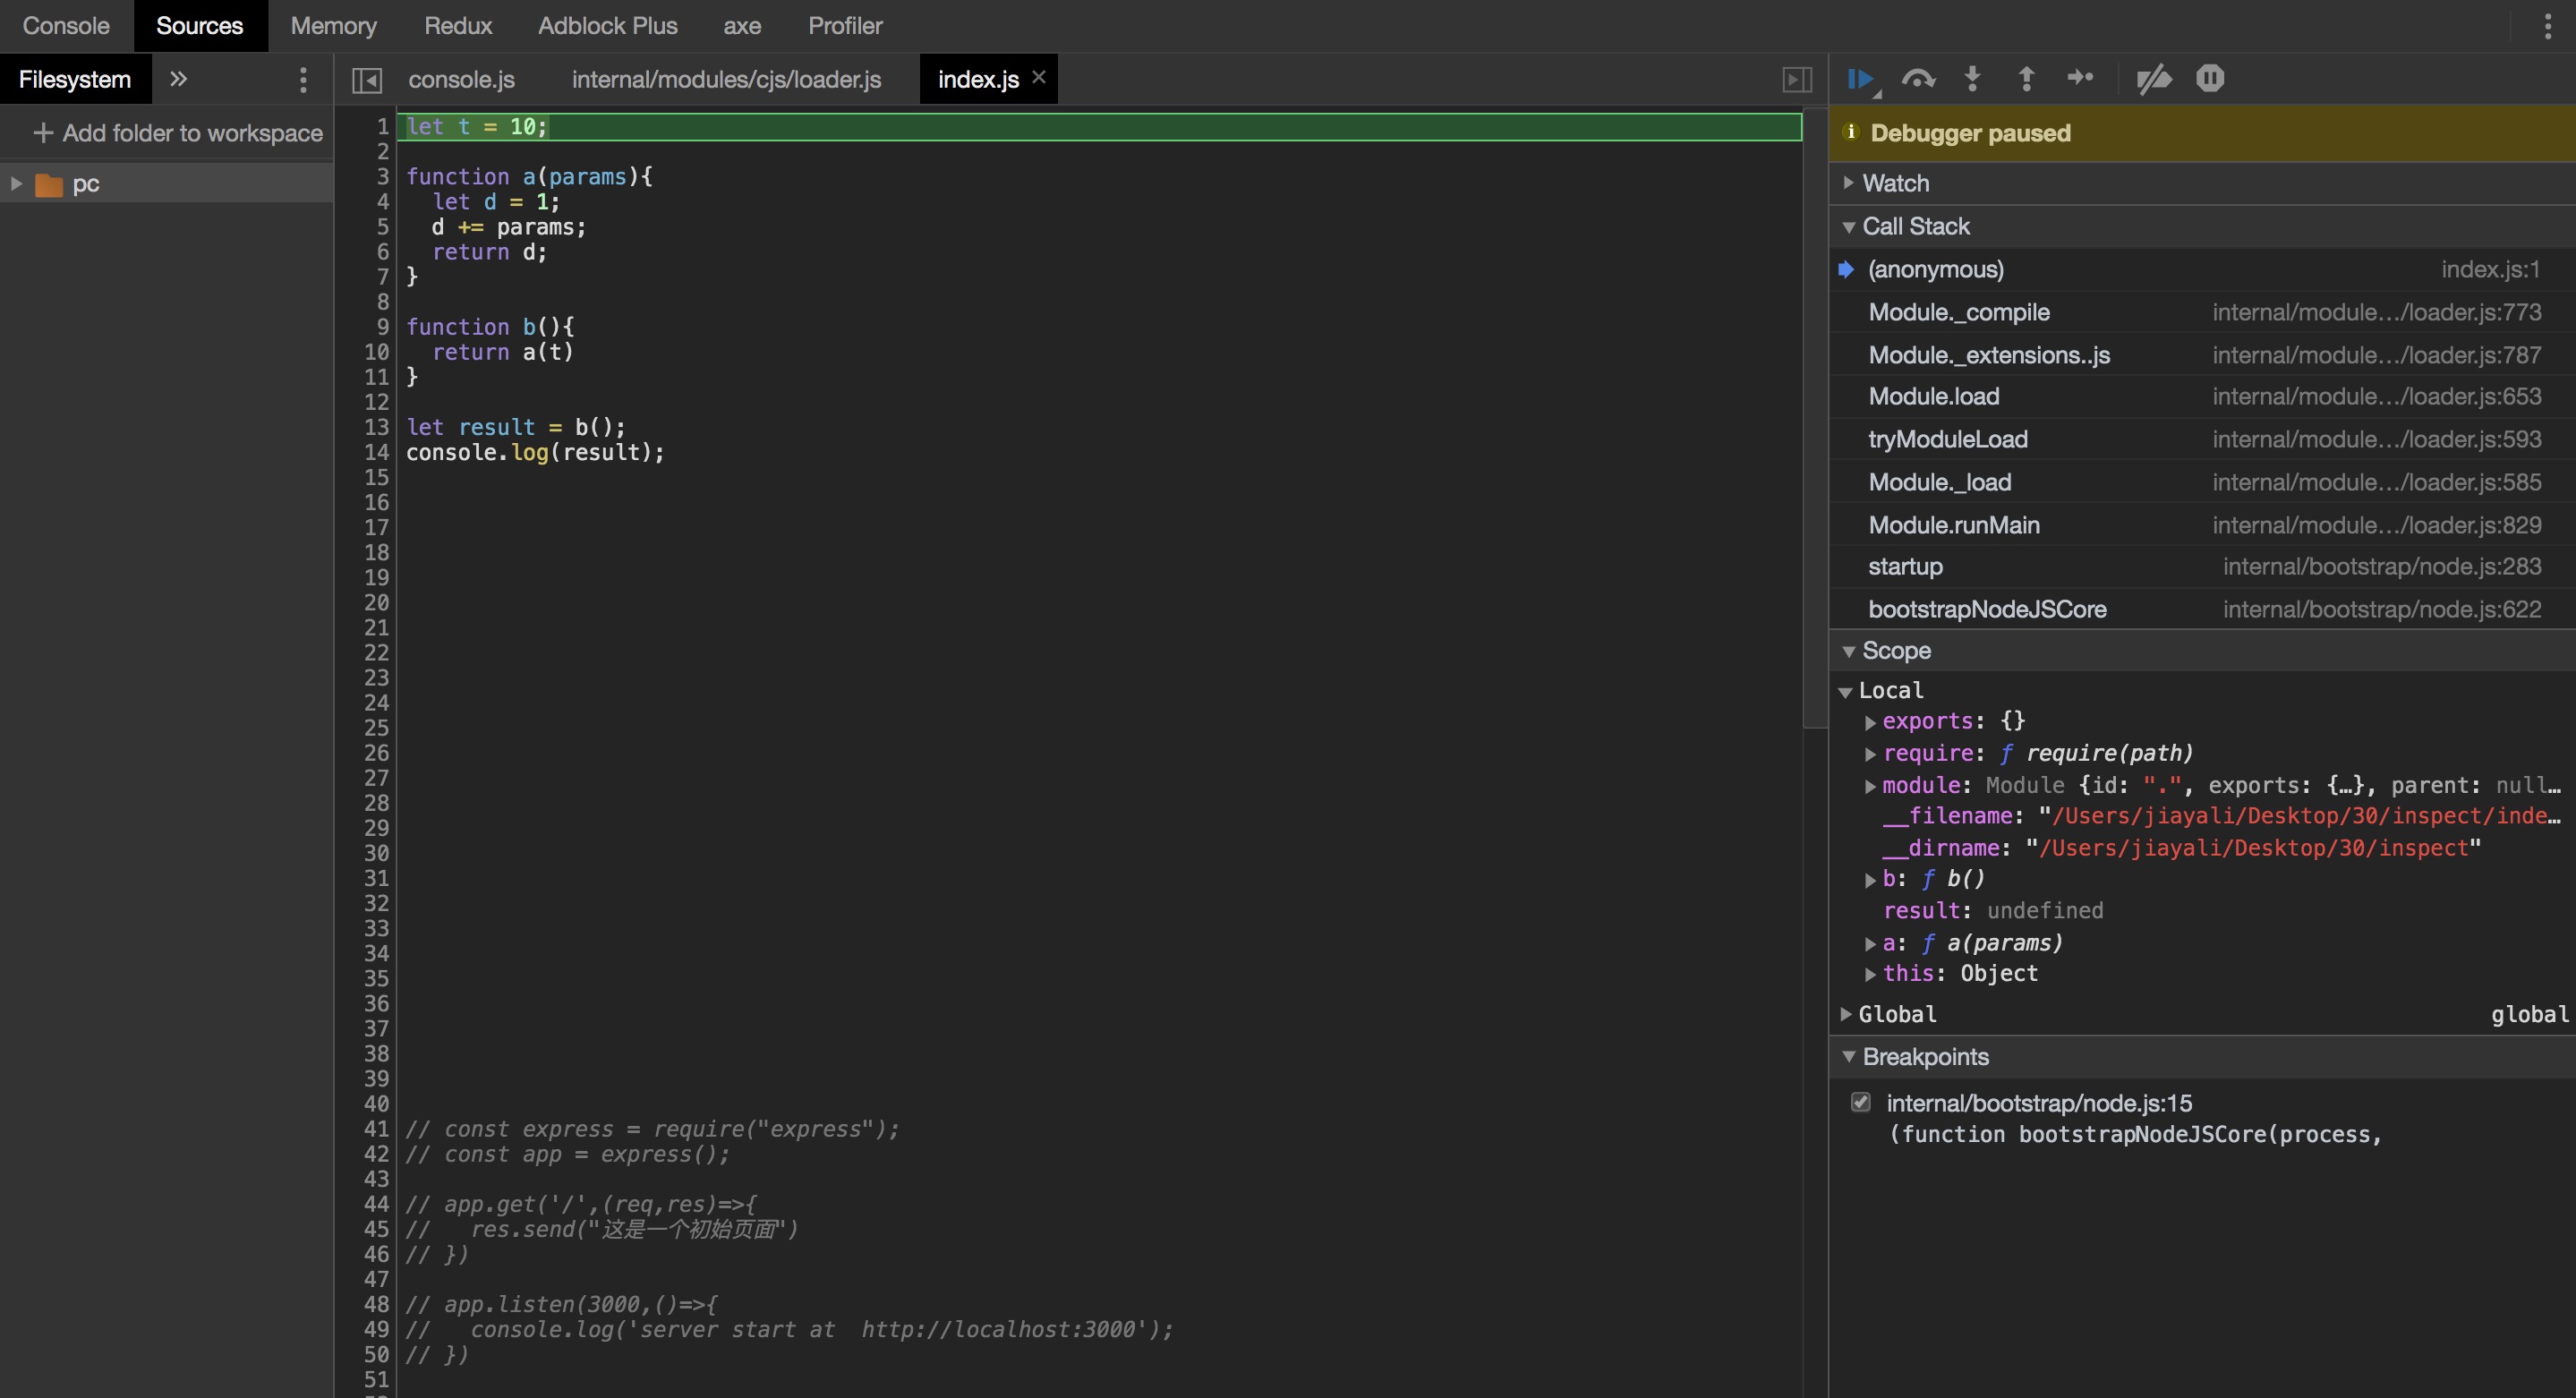 Console Sources Memory Redux Adblock Plus axe Profiler
Filesystem »
+ Add folder to workspace
pc
console.js internal/modules/cjs/loader.js index.js ×
1 let t = 10;
2
3 function a(params){
4 let d = 1;
5 d += params;
6 return d;
7 }
8
9 function b(){
10 return a(t)
11 }
12
13 let result = b();
14 console.log(result);
15
16
17
18
19
20
21
22
23
24
25
26
27
28
29
30
31
32
33
34
35
36
37
38
39
40
41 // const express = require("express");
42 // const app = express();
43
44 // app.get('/',(req,res)=>{
45 // res.send("这是一个初始页面")
46 // })
47
48 // app.listen(3000,()=>{
49 // console.log('server start at http://localhost:3000');
50 // })
51
Debugger paused
Watch
Call Stack
(anonymous) index.js:1
Module._compile internal/module…/loader.js:773
Module._extensions..js internal/module…/loader.js:787
Module.load internal/module…/loader.js:653
tryModuleLoad internal/module…/loader.js:593
Module._load internal/module…/loader.js:585
Module.runMain internal/module…/loader.js:829
startup internal/bootstrap/node.js:283
bootstrapNodeJSCore internal/bootstrap/node.js:622
Scope
Local
exports: {}
require: ƒ require(path)
module: Module {id: ".", exports: {…}, parent: null…
__filename: "/Users/jiayali/Desktop/30/inspect/inde…
__dirname: "/Users/jiayali/Desktop/30/inspect"
b: ƒ b()
result: undefined
a: ƒ a(params)
this: Object
Global global
Breakpoints
internal/bootstrap/node.js:15
(function bootstrapNodeJSCore(process,